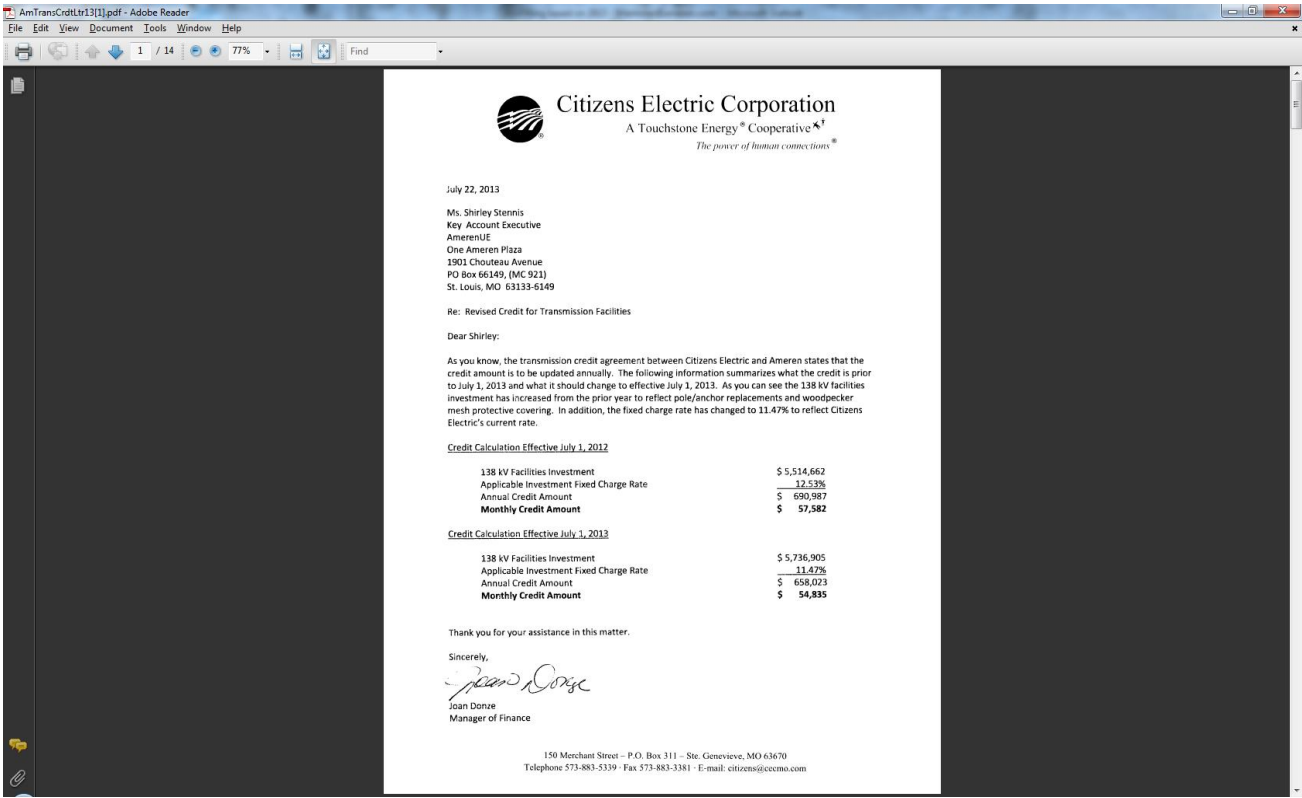 AmTransCrdtLtr13[1].pdf - Adobe Reader
File Edit View Document Tools Window Help
1 / 14 77% Find
Citizens Electric Corporation
A Touchstone Energy® Cooperative
The power of human connections®
July 22, 2013
Ms. Shirley Stennis
Key Account Executive
AmerenUE
One Ameren Plaza
1901 Chouteau Avenue
PO Box 66149, (MC 921)
St. Louis, MO 63133-6149
Re: Revised Credit for Transmission Facilities
Dear Shirley:
As you know, the transmission credit agreement between Citizens Electric and Ameren states that the
credit amount is to be updated annually. The following information summarizes what the credit is prior
to July 1, 2013 and what it should change to effective July 1, 2013. As you can see the 138 kV facilities
investment has increased from the prior year to reflect pole/anchor replacements and woodpecker
mesh protective covering. In addition, the fixed charge rate has changed to 11.47% to reflect Citizens
Electric's current rate.
Credit Calculation Effective July 1, 2012
138 kV Facilities Investment $ 5,514,662
Applicable Investment Fixed Charge Rate 12.53%
Annual Credit Amount $ 690,987
Monthly Credit Amount $ 57,582
Credit Calculation Effective July 1, 2013
138 kV Facilities Investment $ 5,736,905
Applicable Investment Fixed Charge Rate 11.47%
Annual Credit Amount $ 658,023
Monthly Credit Amount $ 54,835
Thank you for your assistance in this matter.
Sincerely,
Joan Donze
Joan Donze
Manager of Finance
150 Merchant Street – P.O. Box 311 – Ste. Genevieve, MO 63670
Telephone 573-883-5339 · Fax 573-883-3381 · E-mail: citizens@cecmo.com